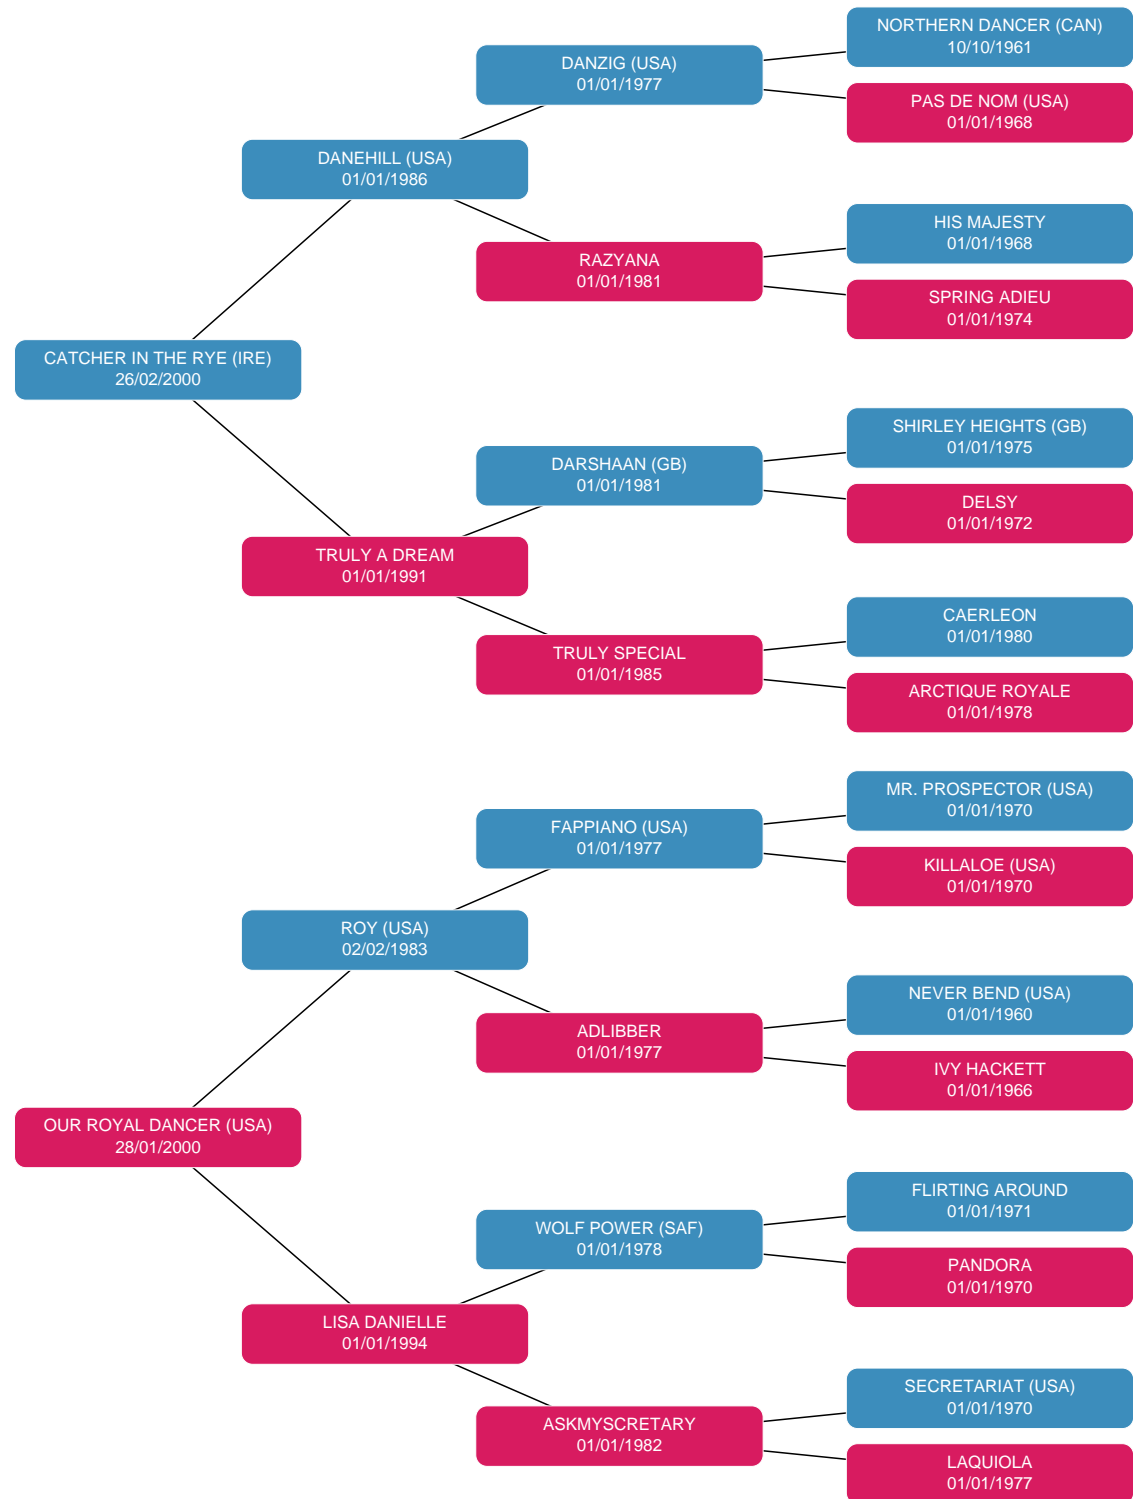 NORTHERN DANCER (CAN)
10/10/1961
DANZIG (USA)
01/01/1977
PAS DE NOM (USA)
01/01/1968
DANEHILL (USA)
01/01/1986
HIS MAJESTY
01/01/1968
RAZYANA
01/01/1981
SPRING ADIEU
01/01/1974
CATCHER IN THE RYE (IRE)
26/02/2000
SHIRLEY HEIGHTS (GB)
01/01/1975
DARSHAAN (GB)
01/01/1981
DELSY
01/01/1972
TRULY A DREAM
01/01/1991
CAERLEON
01/01/1980
TRULY SPECIAL
01/01/1985
ARCTIQUE ROYALE
01/01/1978
MR. PROSPECTOR (USA)
01/01/1970
FAPPIANO (USA)
01/01/1977
KILLALOE (USA)
01/01/1970
ROY (USA)
02/02/1983
NEVER BEND (USA)
01/01/1960
ADLIBBER
01/01/1977
IVY HACKETT
01/01/1966
OUR ROYAL DANCER (USA)
28/01/2000
FLIRTING AROUND
01/01/1971
WOLF POWER (SAF)
01/01/1978
PANDORA
01/01/1970
LISA DANIELLE
01/01/1994
SECRETARIAT (USA)
01/01/1970
ASKMYSCRETARY
01/01/1982
LAQUIOLA
01/01/1977